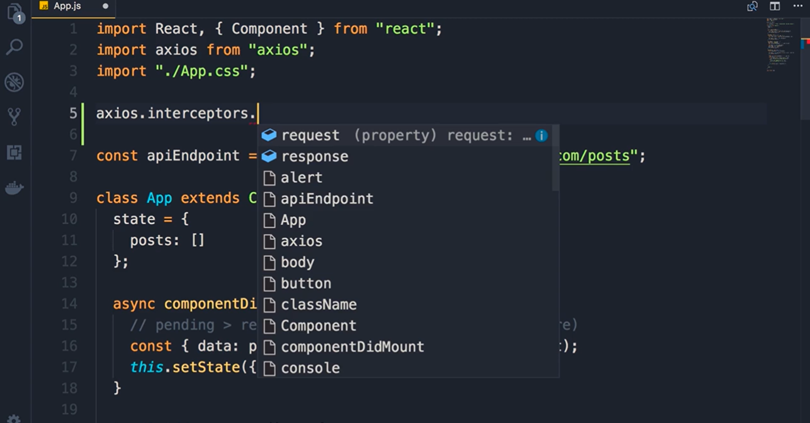 App.js
1
1 import React, { Component } from "react";
2 import axios from "axios";
3 import "./App.css";
4
5 axios.interceptors.
6
request (property) request: …
7 const apiEndpoint = com/posts";
response
8
alert
9 class App extends C
apiEndpoint
10 state = {
App
11 posts: []
axios
12 };
body
13
button
14 async componentDi
className
15 // pending > re e)
Component
16 const { data: p t);
componentDidMount
17 this.setState({
console
18 }
19